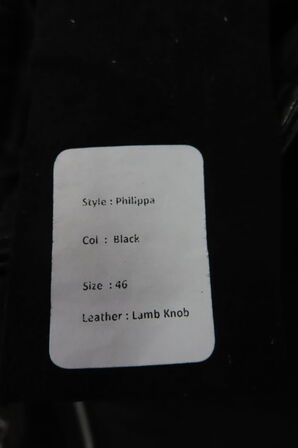 Style : Philippa
Col : Black
Size : 46
Leather : Lamb Knob